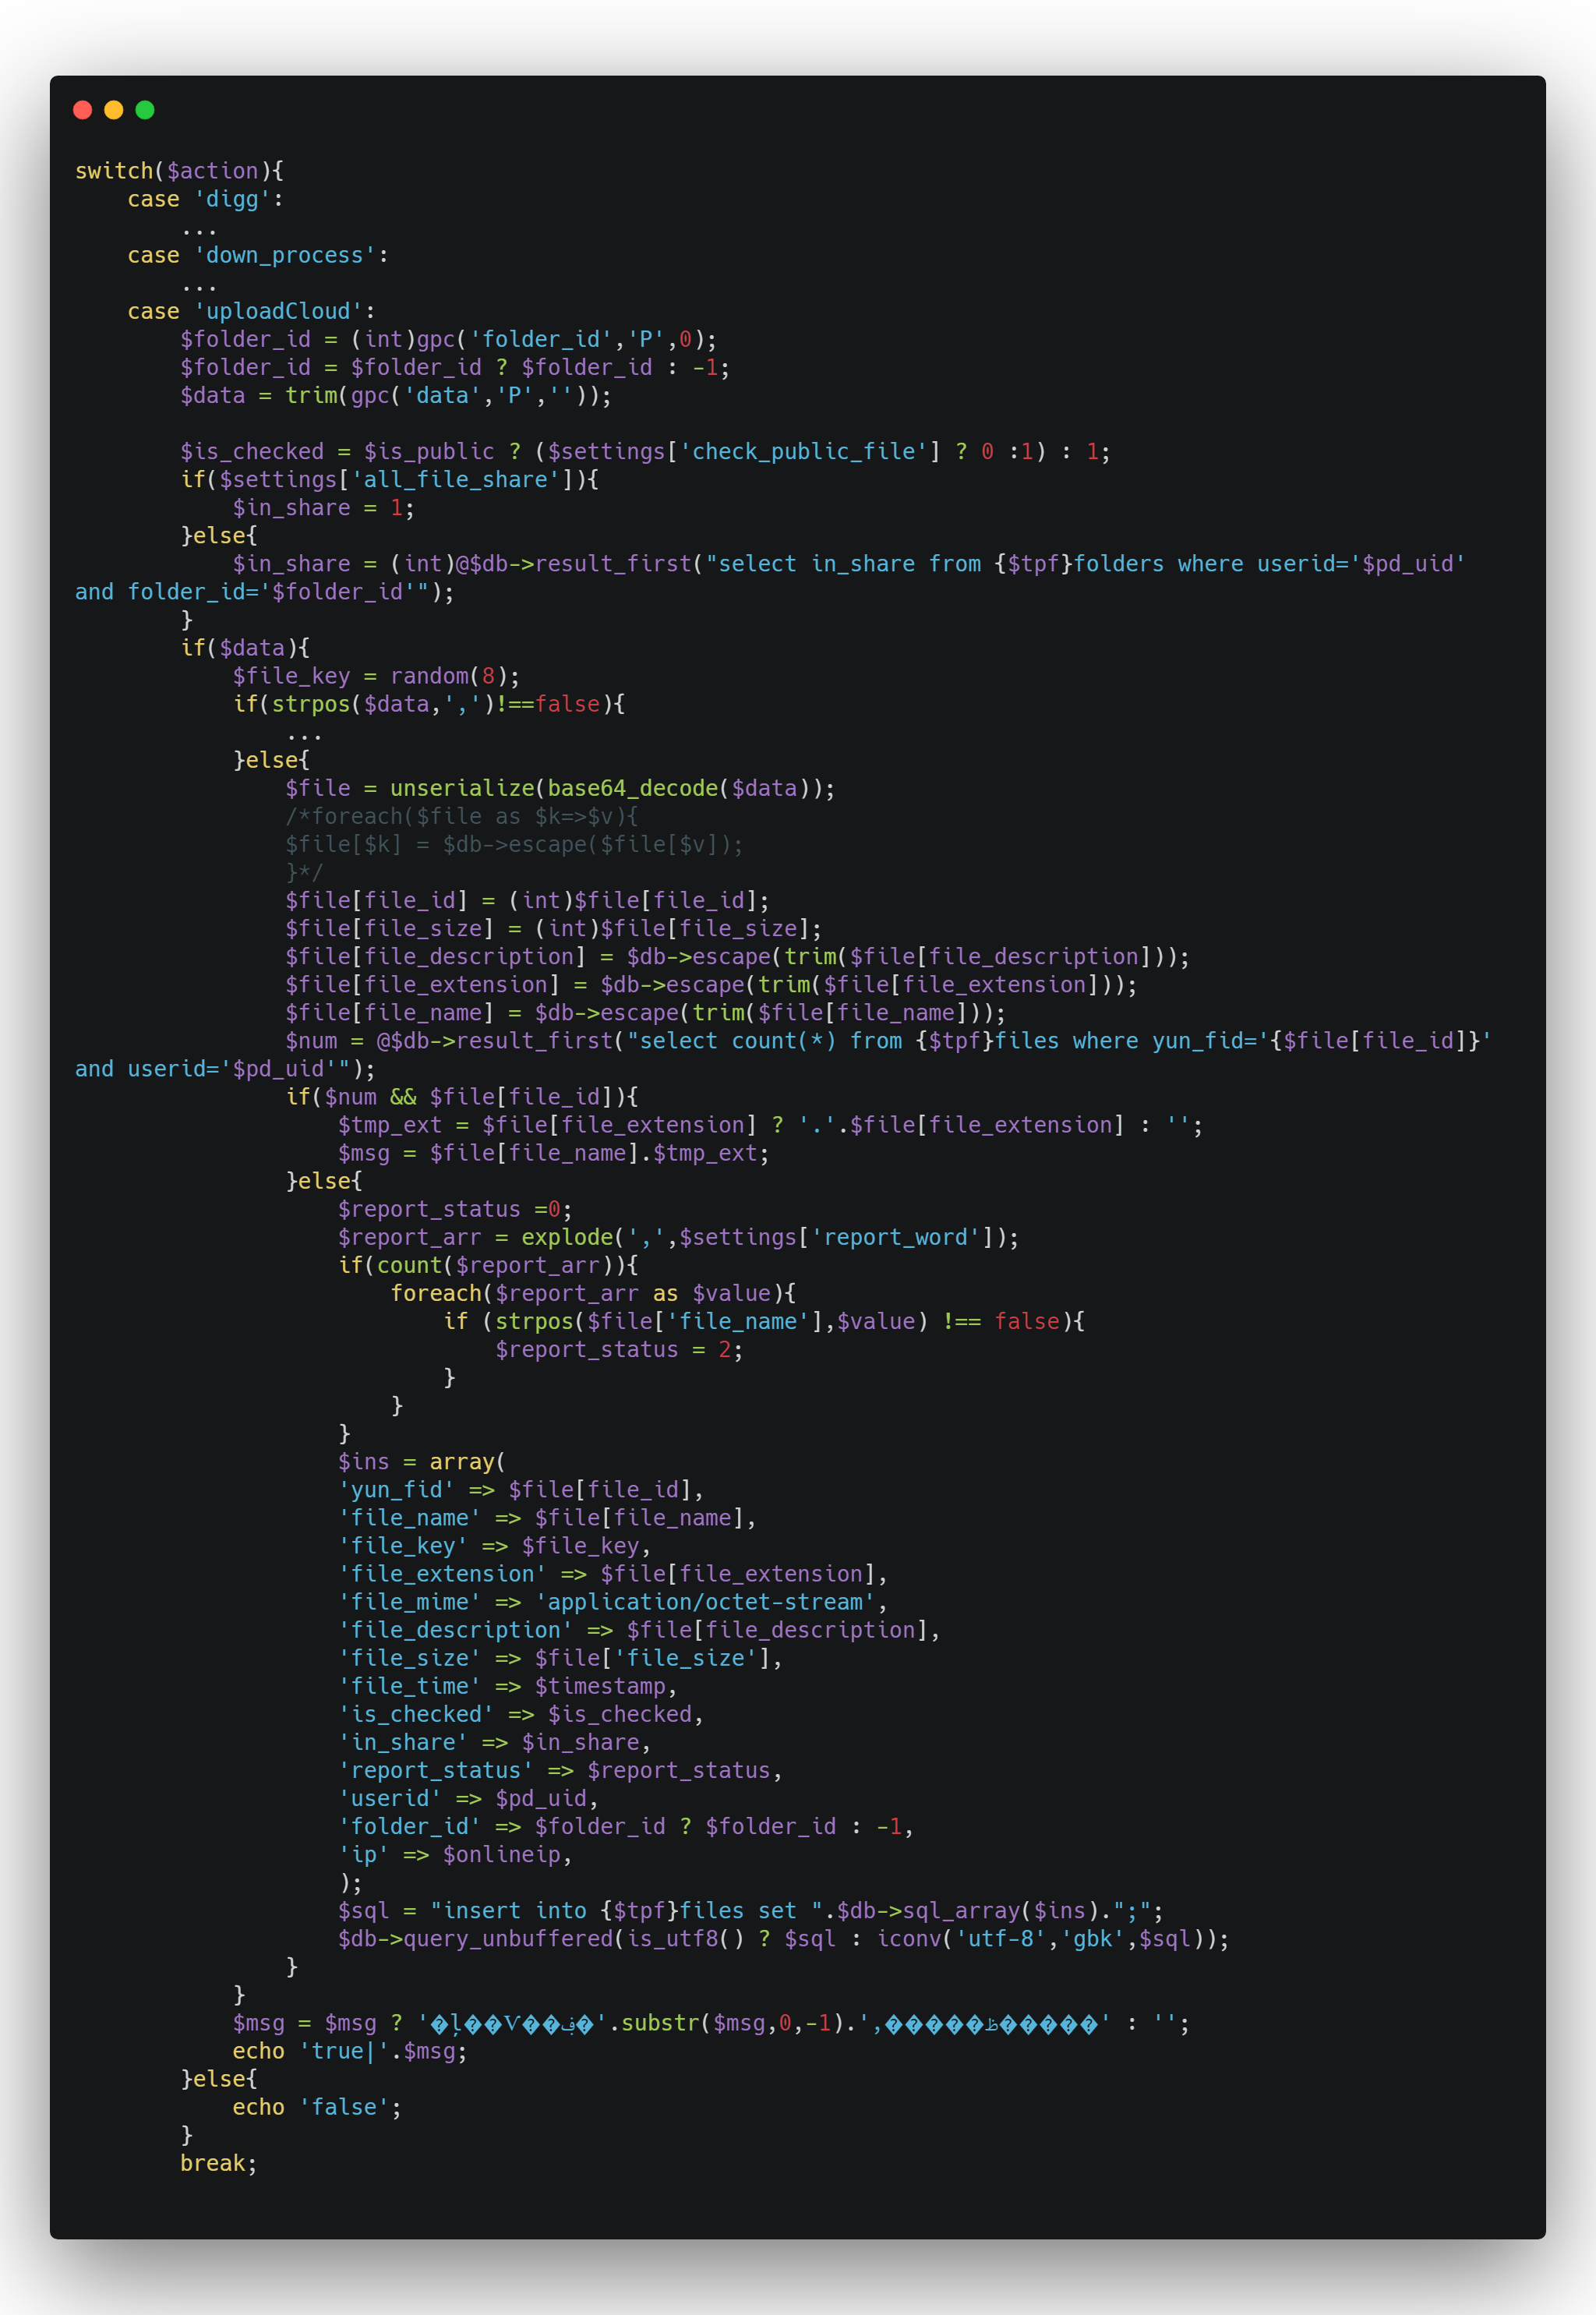 switch($action){
    case 'digg':
        ...
    case 'down_process':
        ...
    case 'uploadCloud':
        $folder_id = (int)gpc('folder_id','P',0);
        $folder_id = $folder_id ? $folder_id : -1;
        $data = trim(gpc('data','P',''));

        $is_checked = $is_public ? ($settings['check_public_file'] ? 0 :1) : 1;
        if($settings['all_file_share']){
            $in_share = 1;
        }else{
            $in_share = (int)@$db->result_first("select in_share from {$tpf}folders where userid='$pd_uid'
and folder_id='$folder_id'");
        }
        if($data){
            $file_key = random(8);
            if(strpos($data,',')!==false){
                ...
            }else{
                $file = unserialize(base64_decode($data));
                /*foreach($file as $k=>$v){
                $file[$k] = $db->escape($file[$v]);
                }*/
                $file[file_id] = (int)$file[file_id];
                $file[file_size] = (int)$file[file_size];
                $file[file_description] = $db->escape(trim($file[file_description]));
                $file[file_extension] = $db->escape(trim($file[file_extension]));
                $file[file_name] = $db->escape(trim($file[file_name]));
                $num = @$db->result_first("select count(*) from {$tpf}files where yun_fid='{$file[file_id]}'
and userid='$pd_uid'");
                if($num && $file[file_id]){
                    $tmp_ext = $file[file_extension] ? '.'.$file[file_extension] : '';
                    $msg = $file[file_name].$tmp_ext;
                }else{
                    $report_status =0;
                    $report_arr = explode(',',$settings['report_word']);
                    if(count($report_arr)){
                        foreach($report_arr as $value){
                            if (strpos($file['file_name'],$value) !== false){
                                $report_status = 2;
                            }
                        }
                    }
                    $ins = array(
                    'yun_fid' => $file[file_id],
                    'file_name' => $file[file_name],
                    'file_key' => $file_key,
                    'file_extension' => $file[file_extension],
                    'file_mime' => 'application/octet-stream',
                    'file_description' => $file[file_description],
                    'file_size' => $file['file_size'],
                    'file_time' => $timestamp,
                    'is_checked' => $is_checked,
                    'in_share' => $in_share,
                    'report_status' => $report_status,
                    'userid' => $pd_uid,
                    'folder_id' => $folder_id ? $folder_id : -1,
                    'ip' => $onlineip,
                    );
                    $sql = "insert into {$tpf}files set ".$db->sql_array($ins).";";
                    $db->query_unbuffered(is_utf8() ? $sql : iconv('utf-8','gbk',$sql));
                }
            }
            $msg = $msg ? '.substr($msg,0,-1).' : '';
            echo 'true|'.$msg;
        }else{
            echo 'false';
        }
        break;